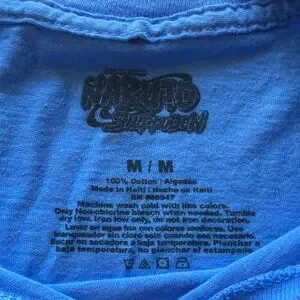 NARUTO
SHIPPUDEN
M / M
100% Cotton / Algodón
Made in Haiti / Hecho en Haiti
Machine wash cold with like colors.
Only Non-chlorine bleach when needed. Tumble
dry low. Iron low only, do not iron decoration.
Lavar en agua fria con colores similares. Use
blanqueador sin cloro solo cuando sea necesario.
Secar en secadora a baja temperatura. Planchar a
baja temperatura, no planchar el estampado